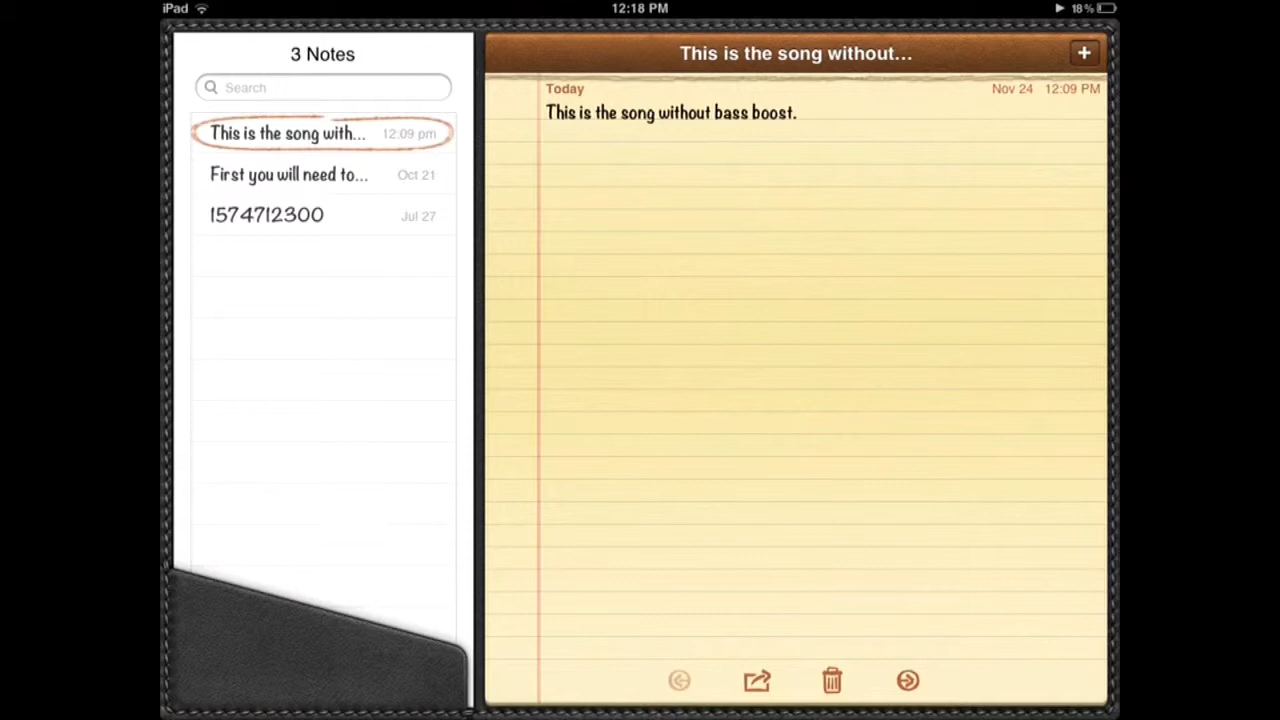 iPad 12:18 PM 18%
3 Notes
Search
This is the song with... 12:09 pm
First you will need to... Oct 21
1574712300 Jul 27
This is the song without... +
Today Nov 24 12:09 PM
This is the song without bass boost.